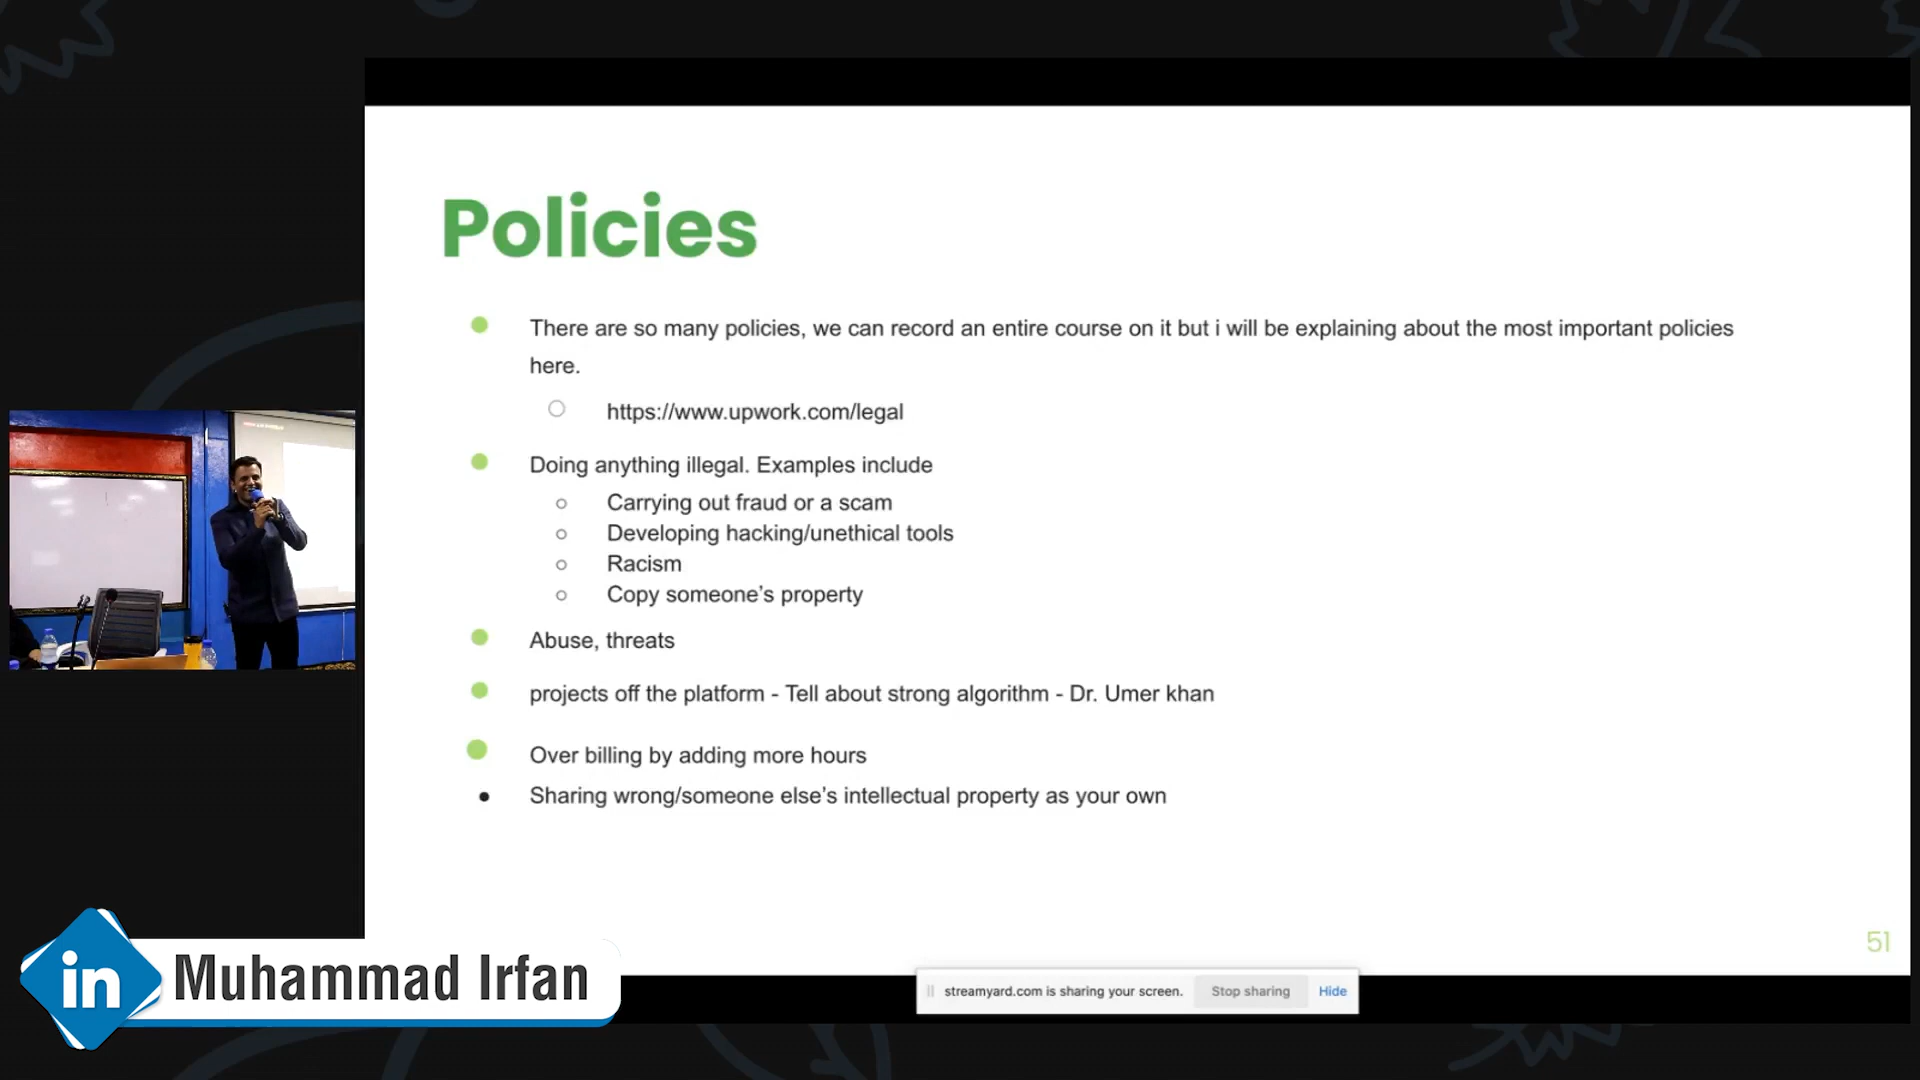 Policies
There are so many policies, we can record an entire course on it but i will be explaining about the most important policies
here.
https://www.upwork.com/legal
Doing anything illegal. Examples include
Carrying out fraud or a scam
Developing hacking/unethical tools
Racism
Copy someone’s property
Abuse, threats
projects off the platform - Tell about strong algorithm - Dr. Umer khan
Over billing by adding more hours
Sharing wrong/someone else’s intellectual property as your own
51
in Muhammad Irfan
streamyard.com is sharing your screen. Stop sharing Hide